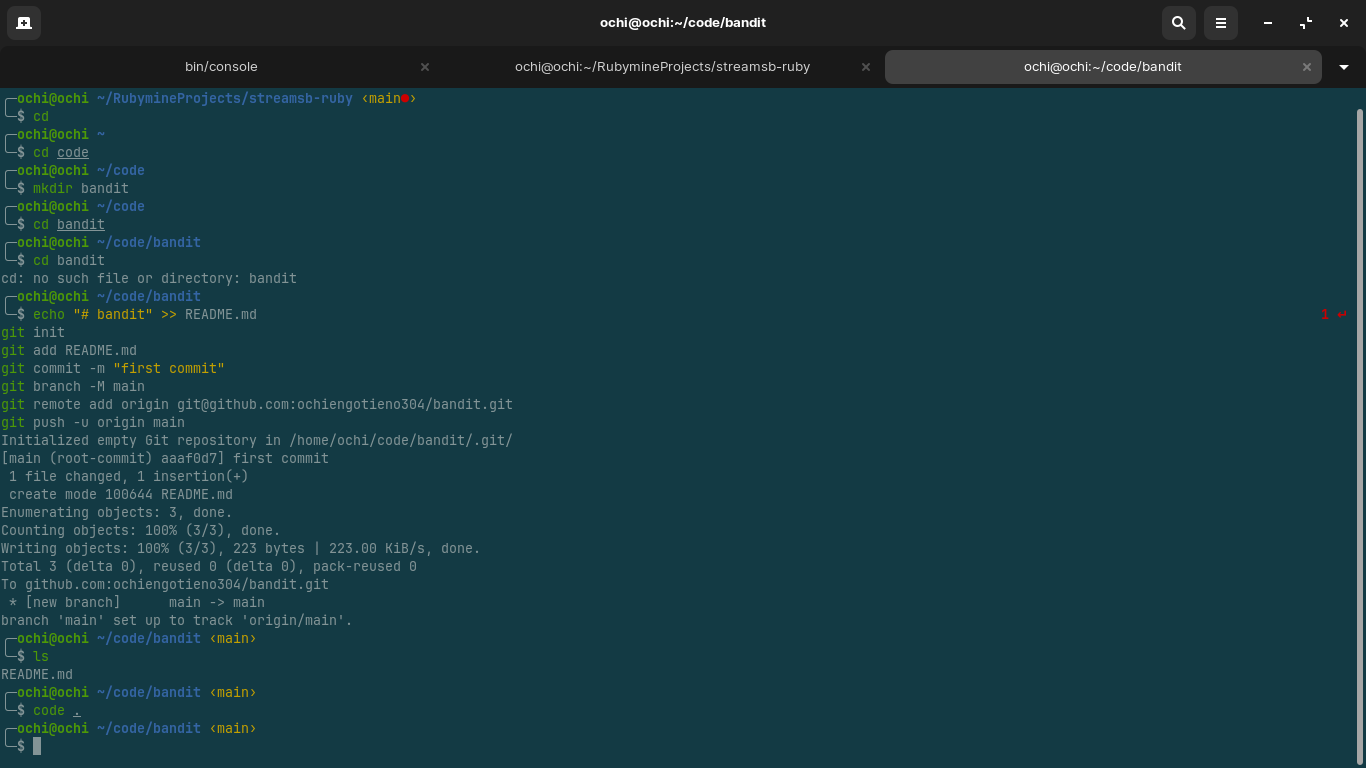 ochi@ochi:~/code/bandit
bin/console
ochi@ochi:~/RubymineProjects/streamsb-ruby
ochi@ochi:~/code/bandit
ochi@ochi ~/RubymineProjects/streamsb-ruby ‹main●›
$ cd
ochi@ochi ~
$ cd code
ochi@ochi ~/code
$ mkdir bandit
ochi@ochi ~/code
$ cd bandit
ochi@ochi ~/code/bandit
$ cd bandit
cd: no such file or directory: bandit
ochi@ochi ~/code/bandit
$ echo "# bandit" >> README.md 1 ↵
git init
git add README.md
git commit -m "first commit"
git branch -M main
git remote add origin git@github.com:ochiengotieno304/bandit.git
git push -u origin main
Initialized empty Git repository in /home/ochi/code/bandit/.git/
[main (root-commit) aaaf0d7] first commit
 1 file changed, 1 insertion(+)
 create mode 100644 README.md
Enumerating objects: 3, done.
Counting objects: 100% (3/3), done.
Writing objects: 100% (3/3), 223 bytes | 223.00 KiB/s, done.
Total 3 (delta 0), reused 0 (delta 0), pack-reused 0
To github.com:ochiengotieno304/bandit.git
 * [new branch]      main -> main
branch 'main' set up to track 'origin/main'.
ochi@ochi ~/code/bandit ‹main›
$ ls
README.md
ochi@ochi ~/code/bandit ‹main›
$ code .
ochi@ochi ~/code/bandit ‹main›
$